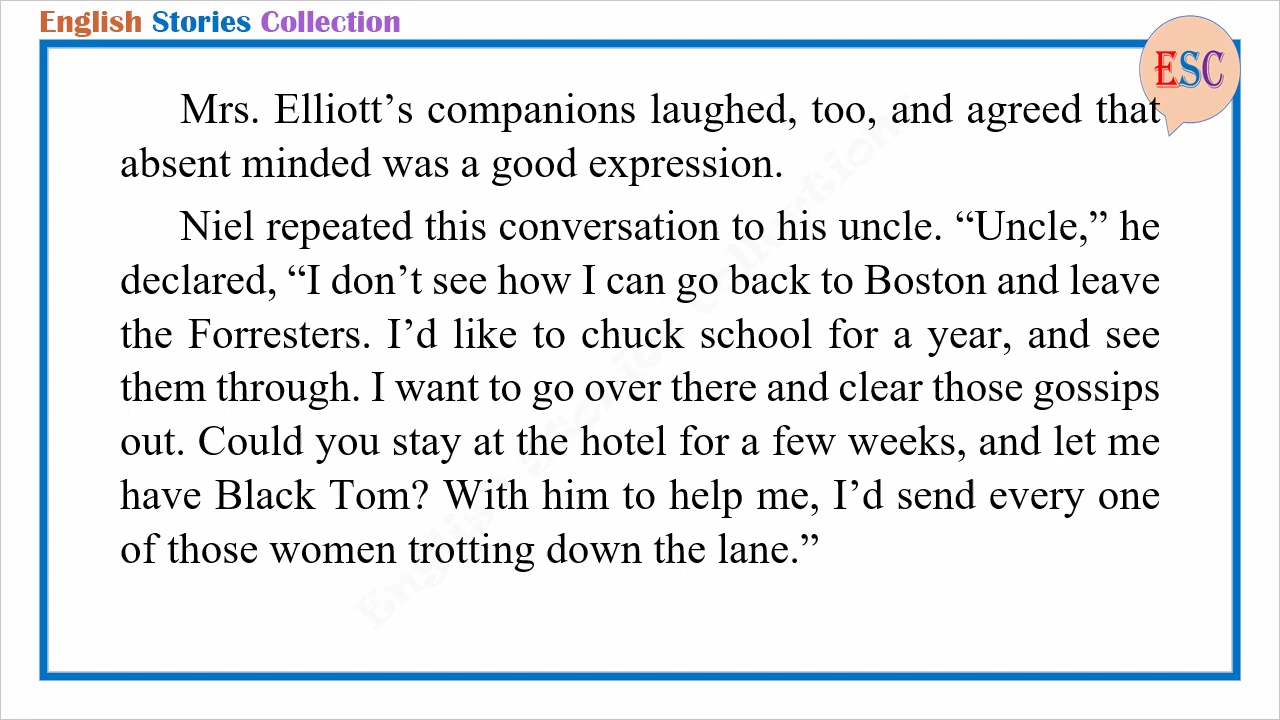 English Stories Collection
ESC
Mrs. Elliott’s companions laughed, too, and agreed that
absent minded was a good expression.
Niel repeated this conversation to his uncle. “Uncle,” he
declared, “I don’t see how I can go back to Boston and leave
the Forresters. I’d like to chuck school for a year, and see
them through. I want to go over there and clear those gossips
out. Could you stay at the hotel for a few weeks, and let me
have Black Tom? With him to help me, I’d send every one
of those women trotting down the lane.”